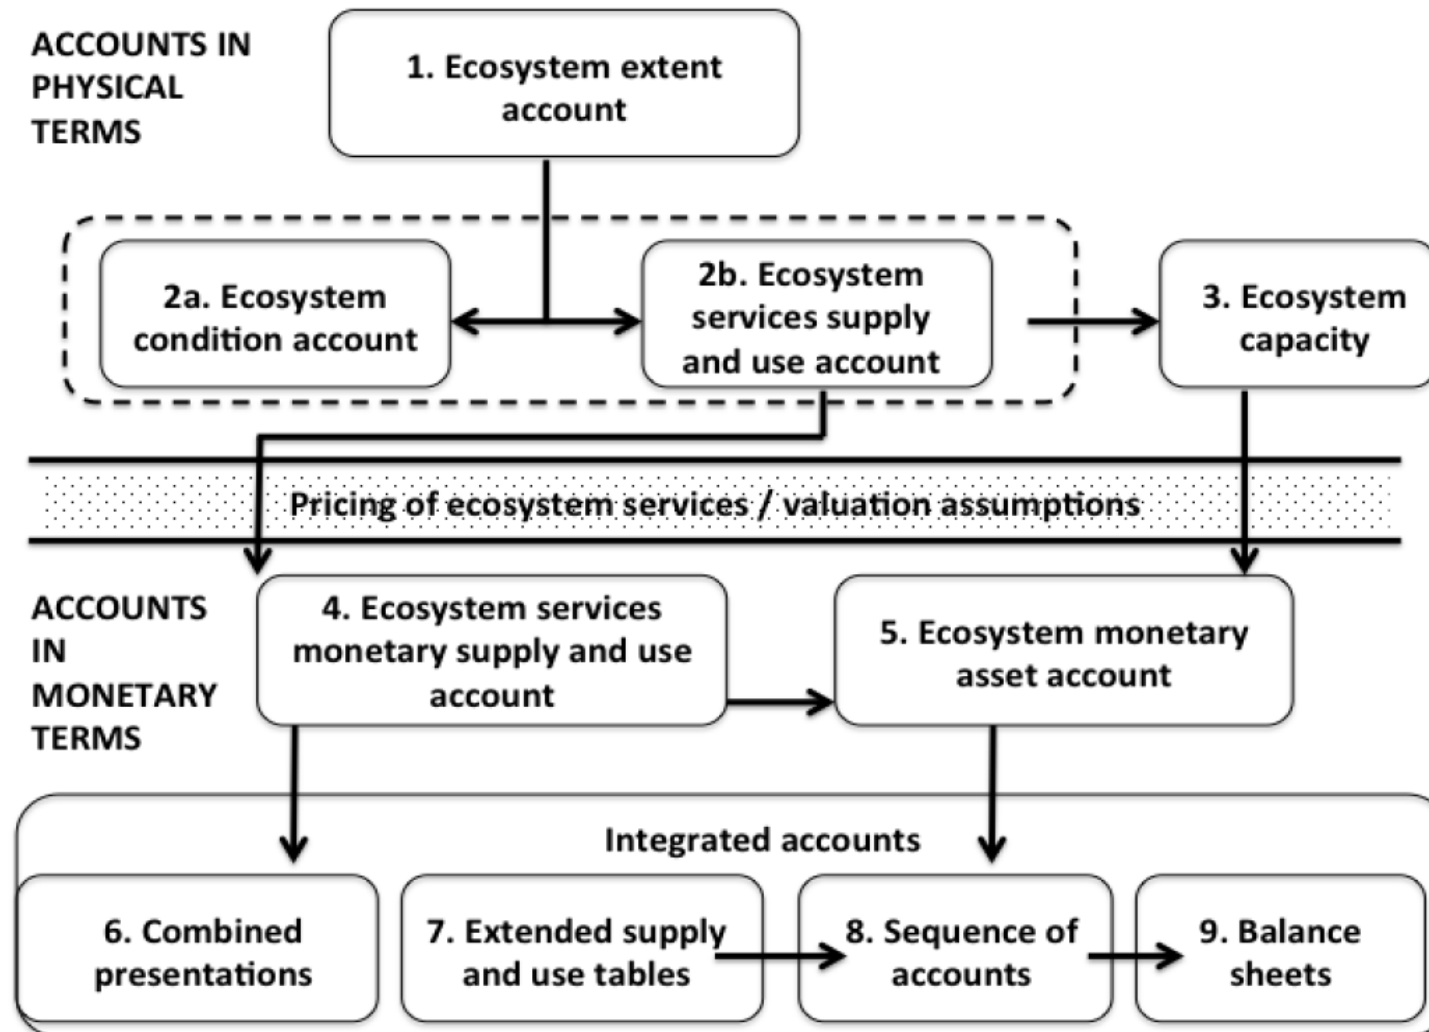 ACCOUNTS IN
PHYSICAL
TERMS
1. Ecosystem extent
account
2a. Ecosystem
condition account
2b. Ecosystem
services supply
and use account
3. Ecosystem
capacity
Pricing of ecosystem services / valuation assumptions
ACCOUNTS
IN
MONETARY
TERMS
4. Ecosystem services
monetary supply and use
account
5. Ecosystem monetary
asset account
Integrated accounts
6. Combined
presentations
7. Extended supply
and use tables
8. Sequence of
accounts
9. Balance
sheets